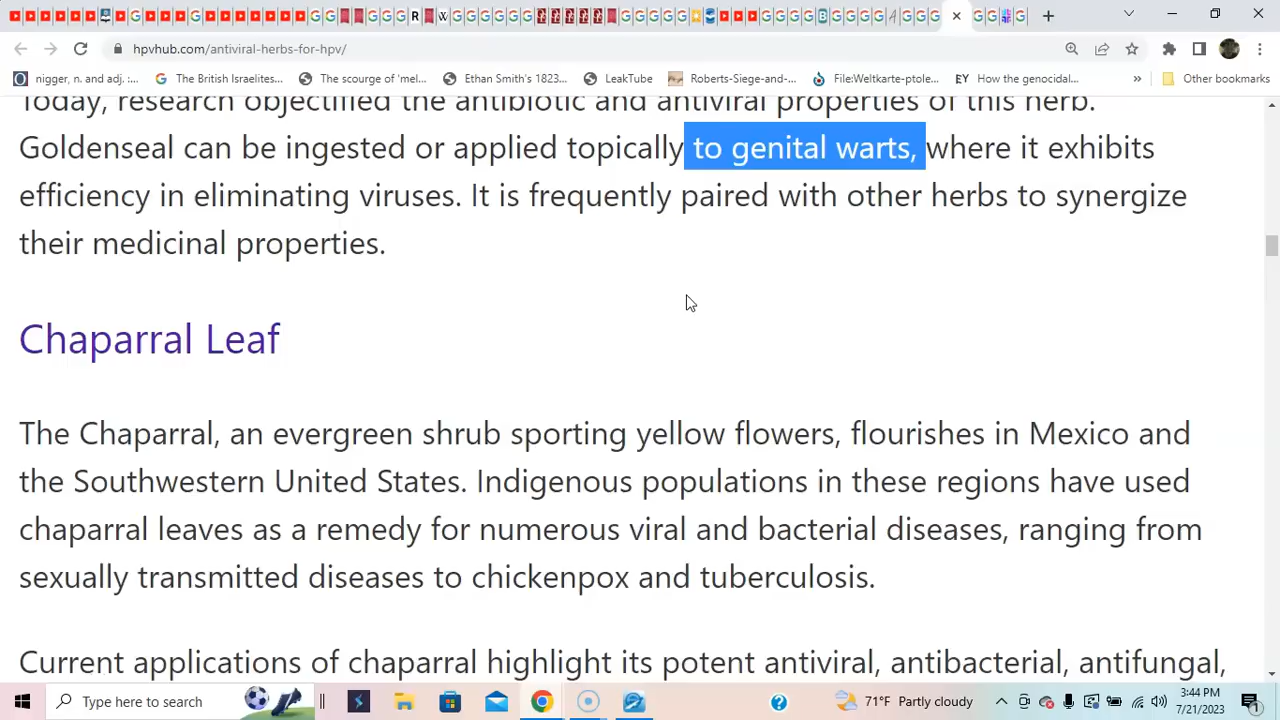 hpvhub.com/antiviral-herbs-for-hpv/
nigger, n. and adj. :... The British Israelites... The scourge of 'mel... Ethan Smith's 1823... LeakTube Roberts-Siege-and-... File:Weltkarte-ptole... EY How the genocidal... » Other bookmarks
Today, research objectified the antibiotic and antiviral properties of this herb.
Goldenseal can be ingested or applied topically to genital warts, where it exhibits
efficiency in eliminating viruses. It is frequently paired with other herbs to synergize
their medicinal properties.
Chaparral Leaf
The Chaparral, an evergreen shrub sporting yellow flowers, flourishes in Mexico and
the Southwestern United States. Indigenous populations in these regions have used
chaparral leaves as a remedy for numerous viral and bacterial diseases, ranging from
sexually transmitted diseases to chickenpox and tuberculosis.
Current applications of chaparral highlight its potent antiviral, antibacterial, antifungal,
Type here to search 71°F Partly cloudy 3:44 PM
7/21/2023